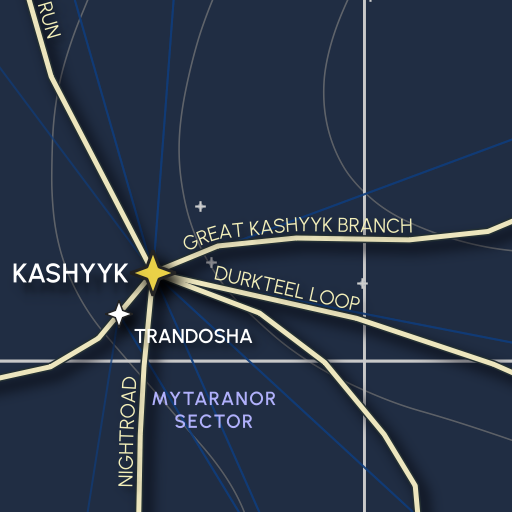 RUN
GREAT KASHYYK BRANCH
KASHYYK
DURKTEEL LOOP
TRANDOSHA
MYTARANOR
SECTOR
NIGHTROAD